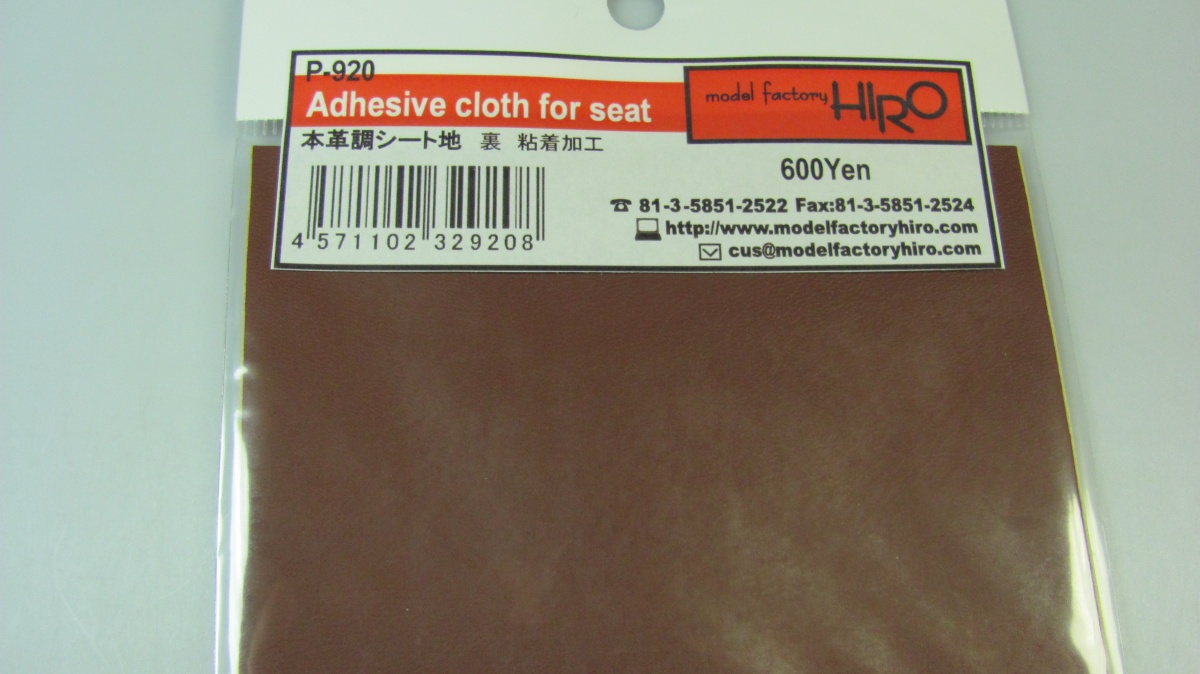 P-920
Adhesive cloth for seat
model factory HIRO
本革調シート地 裏 粘着加工
600Yen
☎ 81-3-5851-2522 Fax:81-3-5851-2524
http://www.modelfactoryhiro.com
cus@modelfactoryhiro.com
4 571102 329208